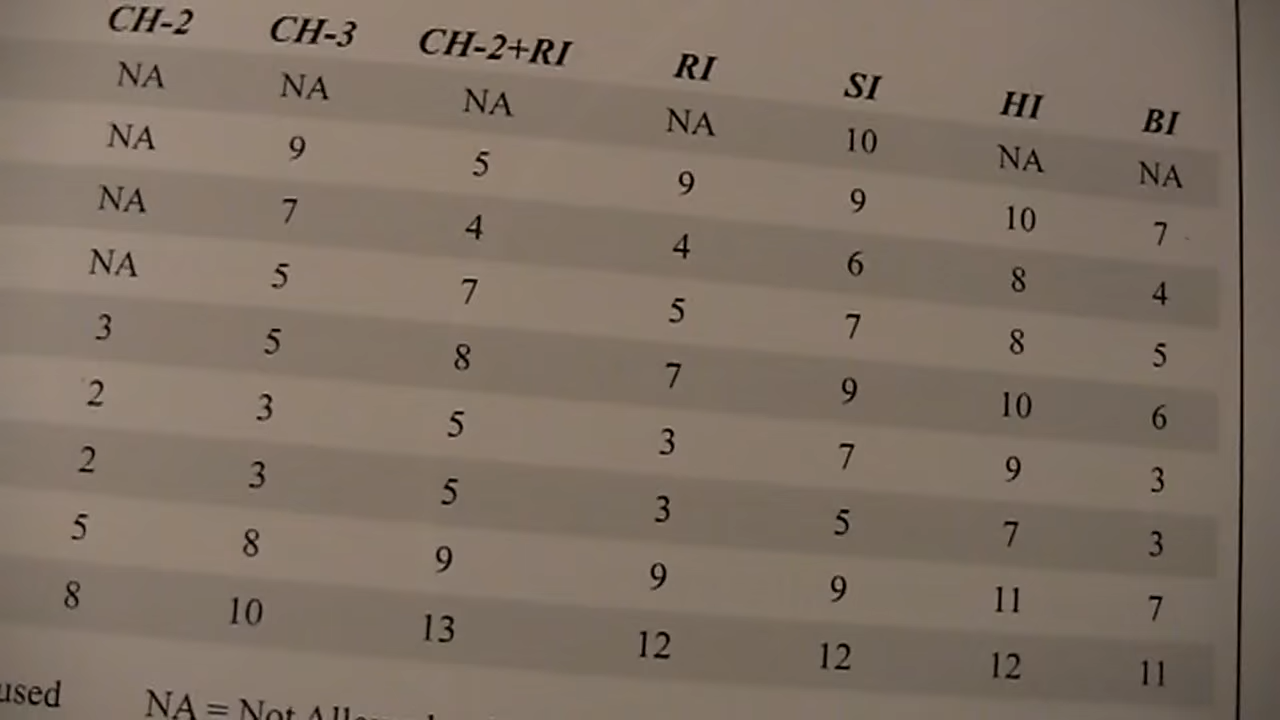 CH-2 CH-3 CH-2+RI RI SI HI BI
NA NA NA NA 10 NA NA
NA 9 5 9 9 10 7
NA 7 4 4 6 8 4
NA 5 7 5 7 8 5
3 5 8 7 9 10 6
2 3 5 3 7 9 3
2 3 5 3 5 7 3
5 8 9 9 9 11 7
8 10 13 12 12 12 11
used NA = Not